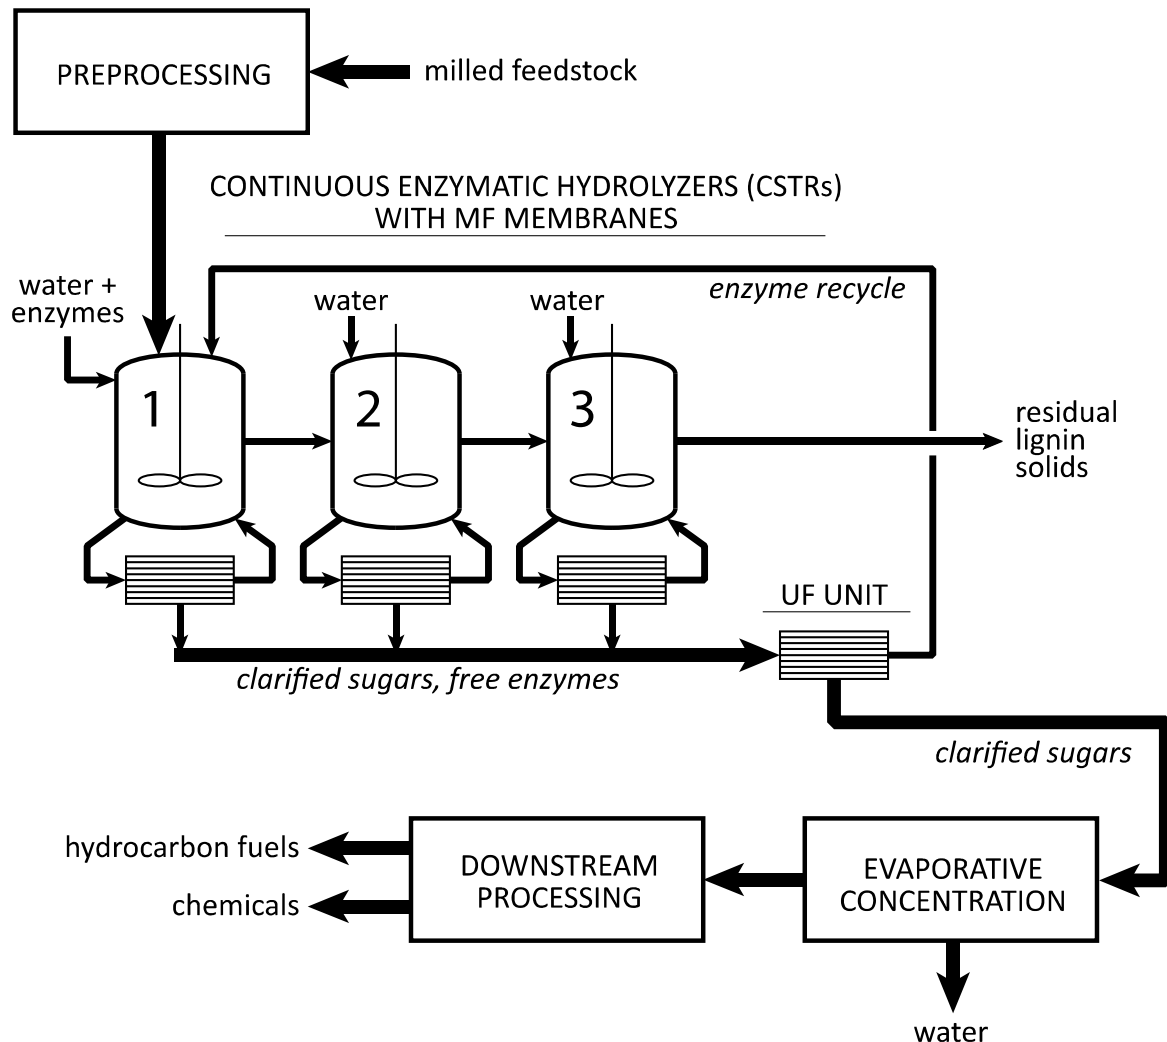 PREPROCESSING
milled feedstock
CONTINUOUS ENZYMATIC HYDROLYZERS (CSTRs)
WITH MF MEMBRANES
water +
enzymes
water
water
enzyme recycle
1
2
3
residual
lignin
solids
UF UNIT
clarified sugars, free enzymes
clarified sugars
hydrocarbon fuels
chemicals
DOWNSTREAM
PROCESSING
EVAPORATIVE
CONCENTRATION
water